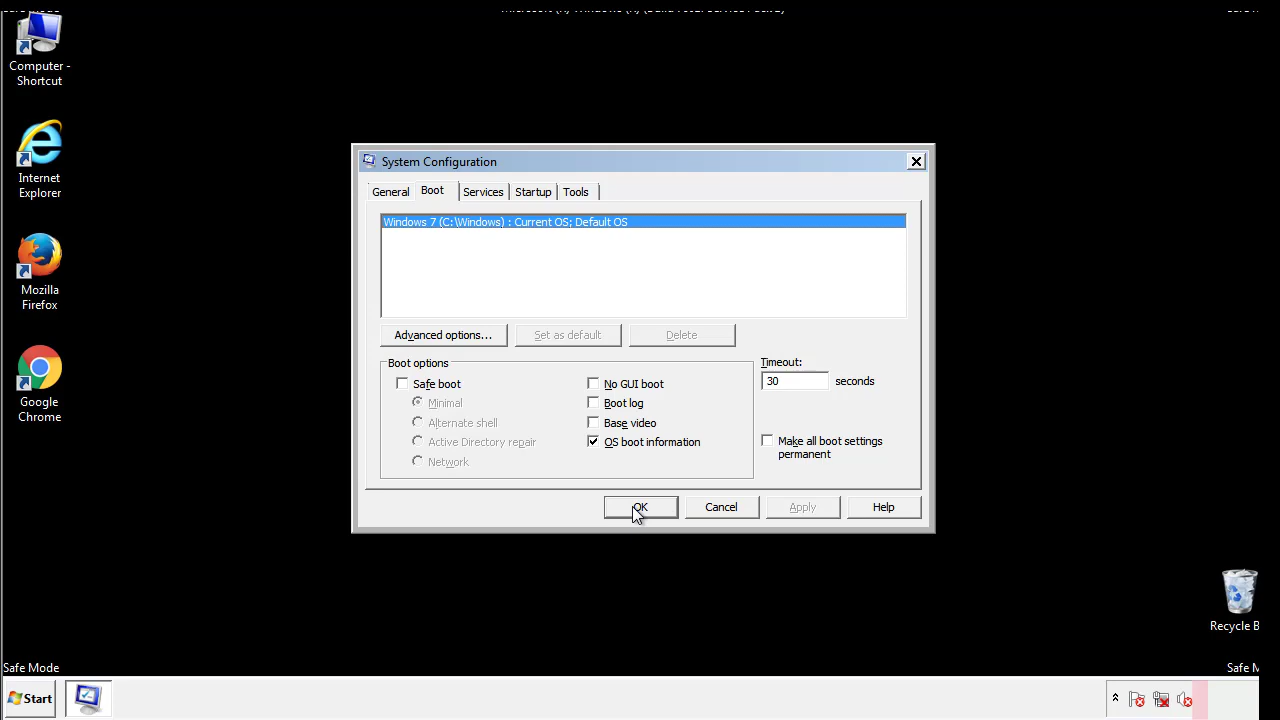 Computer -
Shortcut
Internet
Explorer
Mozilla
Firefox
Google
Chrome
System Configuration
General Boot Services Startup Tools
Windows 7 (C:\Windows) : Current OS; Default OS
Advanced options... Set as default Delete
Boot options
Timeout:
30 seconds
Safe boot
Minimal
Alternate shell
Active Directory repair
Network
No GUI boot
Boot log
Base video
OS boot information
Make all boot settings
permanent
OK Cancel Apply Help
Recycle B
Safe Mode
Safe M
Start